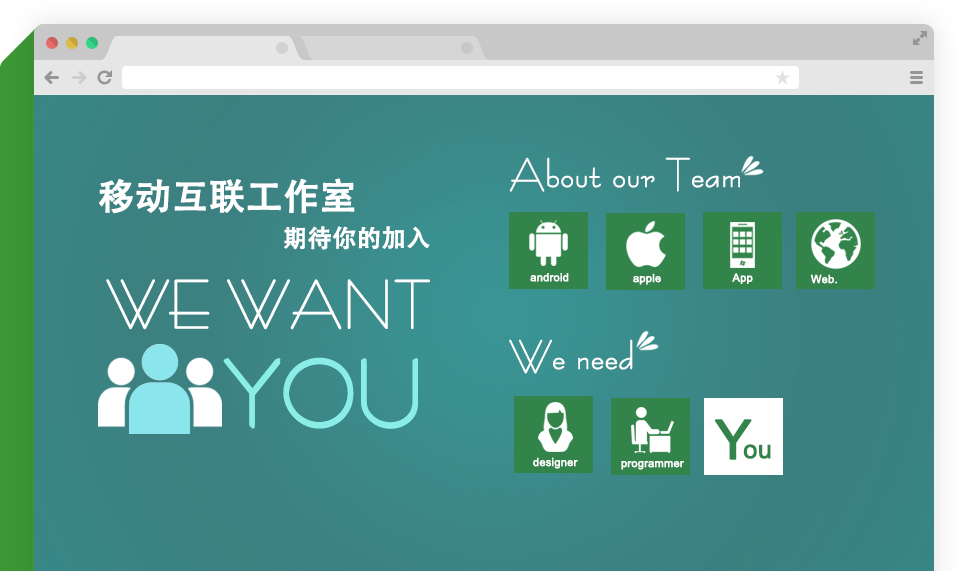 移动互联工作室
期待你的加入
WE WANT
YOU
About our Team
android
apple
App
Web.
We need
designer
programmer
You